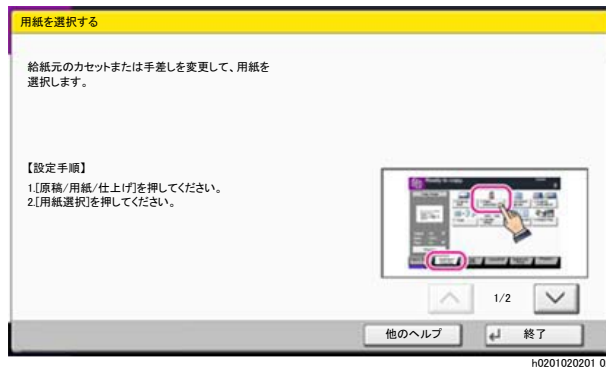 用紙を選択する
給紙元のカセットまたは手差しを変更して、用紙を
選択します。
【設定手順】
1.[原稿/用紙/仕上げ]を押してください。
2.[用紙選択]を押してください。
Ready to copy.
1/2
他のヘルプ
終了
h0201020201 0